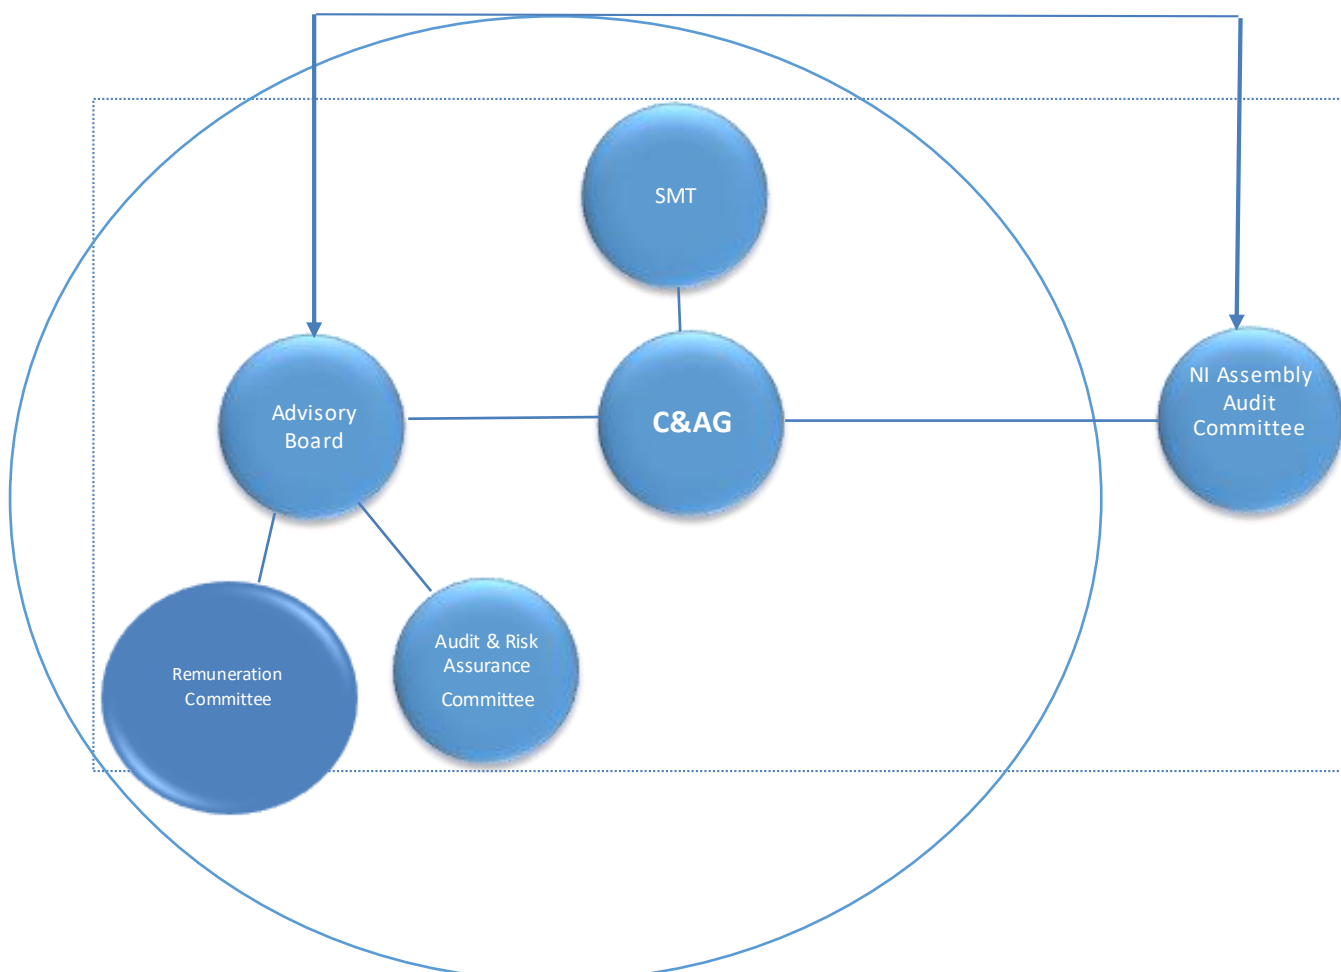 SMT
Advisory
Board
C&AG
NI Assembly
Audit
Committee
Remuneration
Committee
Audit & Risk
Assurance
Committee